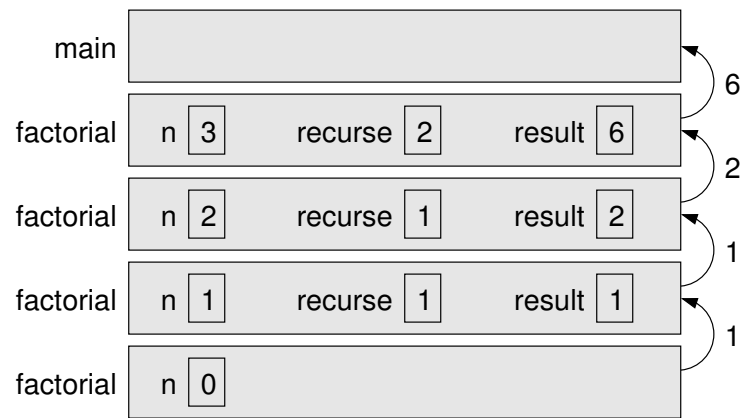 main
6
factorial n 3 recurse 2 result 6
2
factorial n 2 recurse 1 result 2
1
factorial n 1 recurse 1 result 1
1
factorial n 0